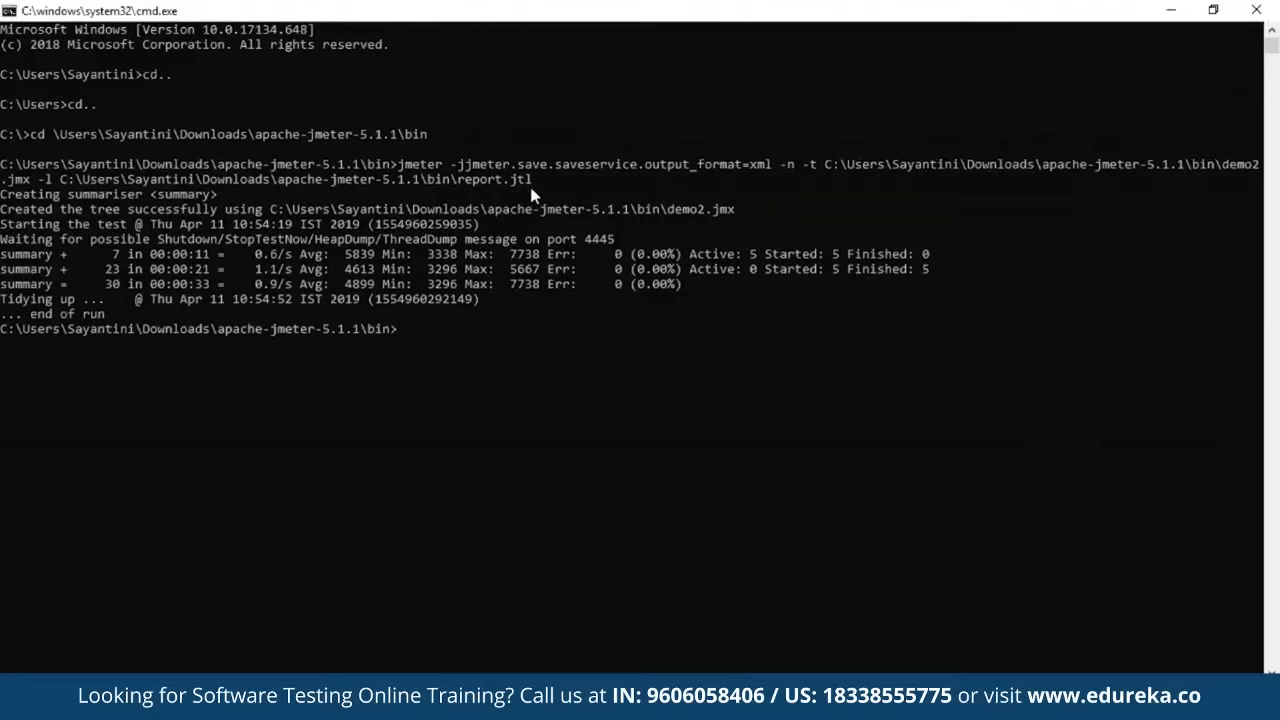 C:\windows\system32\cmd.exe
Microsoft Windows [Version 10.0.17134.648]
(c) 2018 Microsoft Corporation. All rights reserved.
C:\Users\Sayantini>cd..
C:\Users>cd..
C:\>cd \Users\Sayantini\Downloads\apache-jmeter-5.1.1\bin
C:\Users\Sayantini\Downloads\apache-jmeter-5.1.1\bin>jmeter -jjmeter.save.saveservice.output_format=xml -n -t C:\Users\Sayantini\Downloads\apache-jmeter-5.1.1\bin\demo2
.jmx -l C:\Users\Sayantini\Downloads\apache-jmeter-5.1.1\bin\report.jtl
Creating summariser <summary>
Created the tree successfully using C:\Users\Sayantini\Downloads\apache-jmeter-5.1.1\bin\demo2.jmx
Starting the test @ Thu Apr 11 10:54:19 IST 2019 (1554960259035)
Waiting for possible Shutdown/StopTestNow/HeapDump/ThreadDump message on port 4445
summary +      7 in 00:00:11 =    0.6/s Avg:  5839 Min:  3338 Max:  7738 Err:     0 (0.00%) Active: 5 Started: 5 Finished: 0
summary +     23 in 00:00:21 =    1.1/s Avg:  4613 Min:  3296 Max:  5667 Err:     0 (0.00%) Active: 0 Started: 5 Finished: 5
summary =     30 in 00:00:33 =    0.9/s Avg:  4899 Min:  3296 Max:  7738 Err:     0 (0.00%)
Tidying up ...    @ Thu Apr 11 10:54:52 IST 2019 (1554960292149)
... end of run
C:\Users\Sayantini\Downloads\apache-jmeter-5.1.1\bin>
Looking for Software Testing Online Training? Call us at IN: 9606058406 / US: 18338555775 or visit www.edureka.co